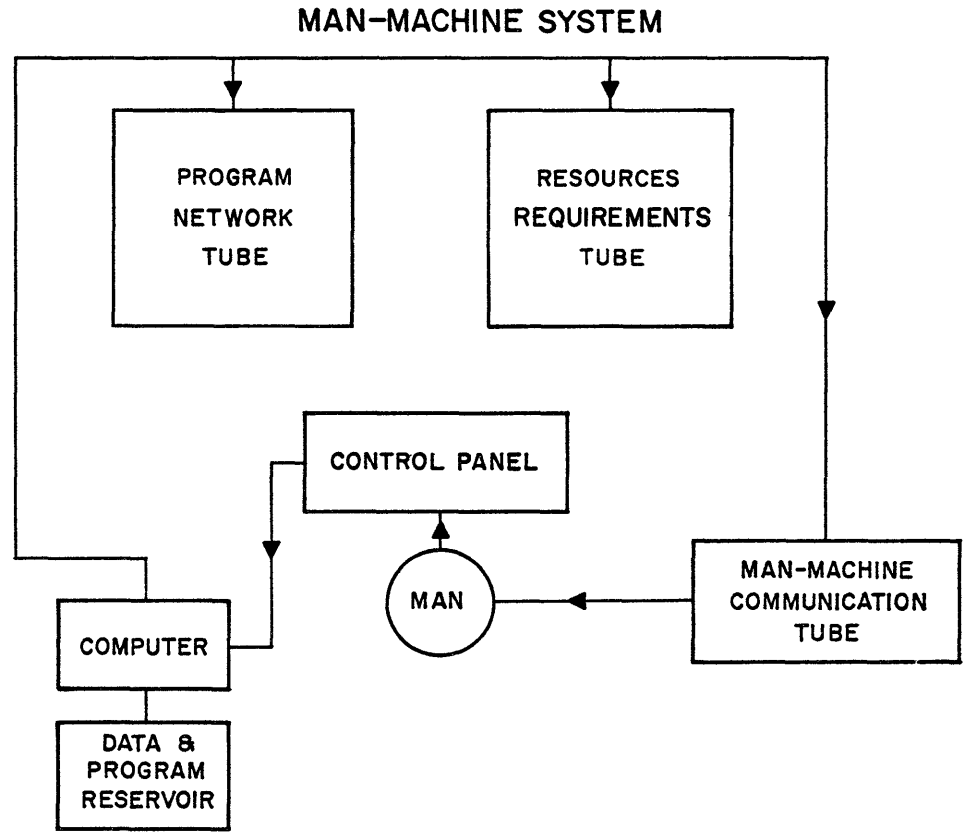 MAN-MACHINE SYSTEM
PROGRAM
NETWORK
TUBE
RESOURCES
REQUIREMENTS
TUBE
CONTROL PANEL
MAN
MAN-MACHINE
COMMUNICATION
TUBE
COMPUTER
DATA &
PROGRAM
RESERVOIR